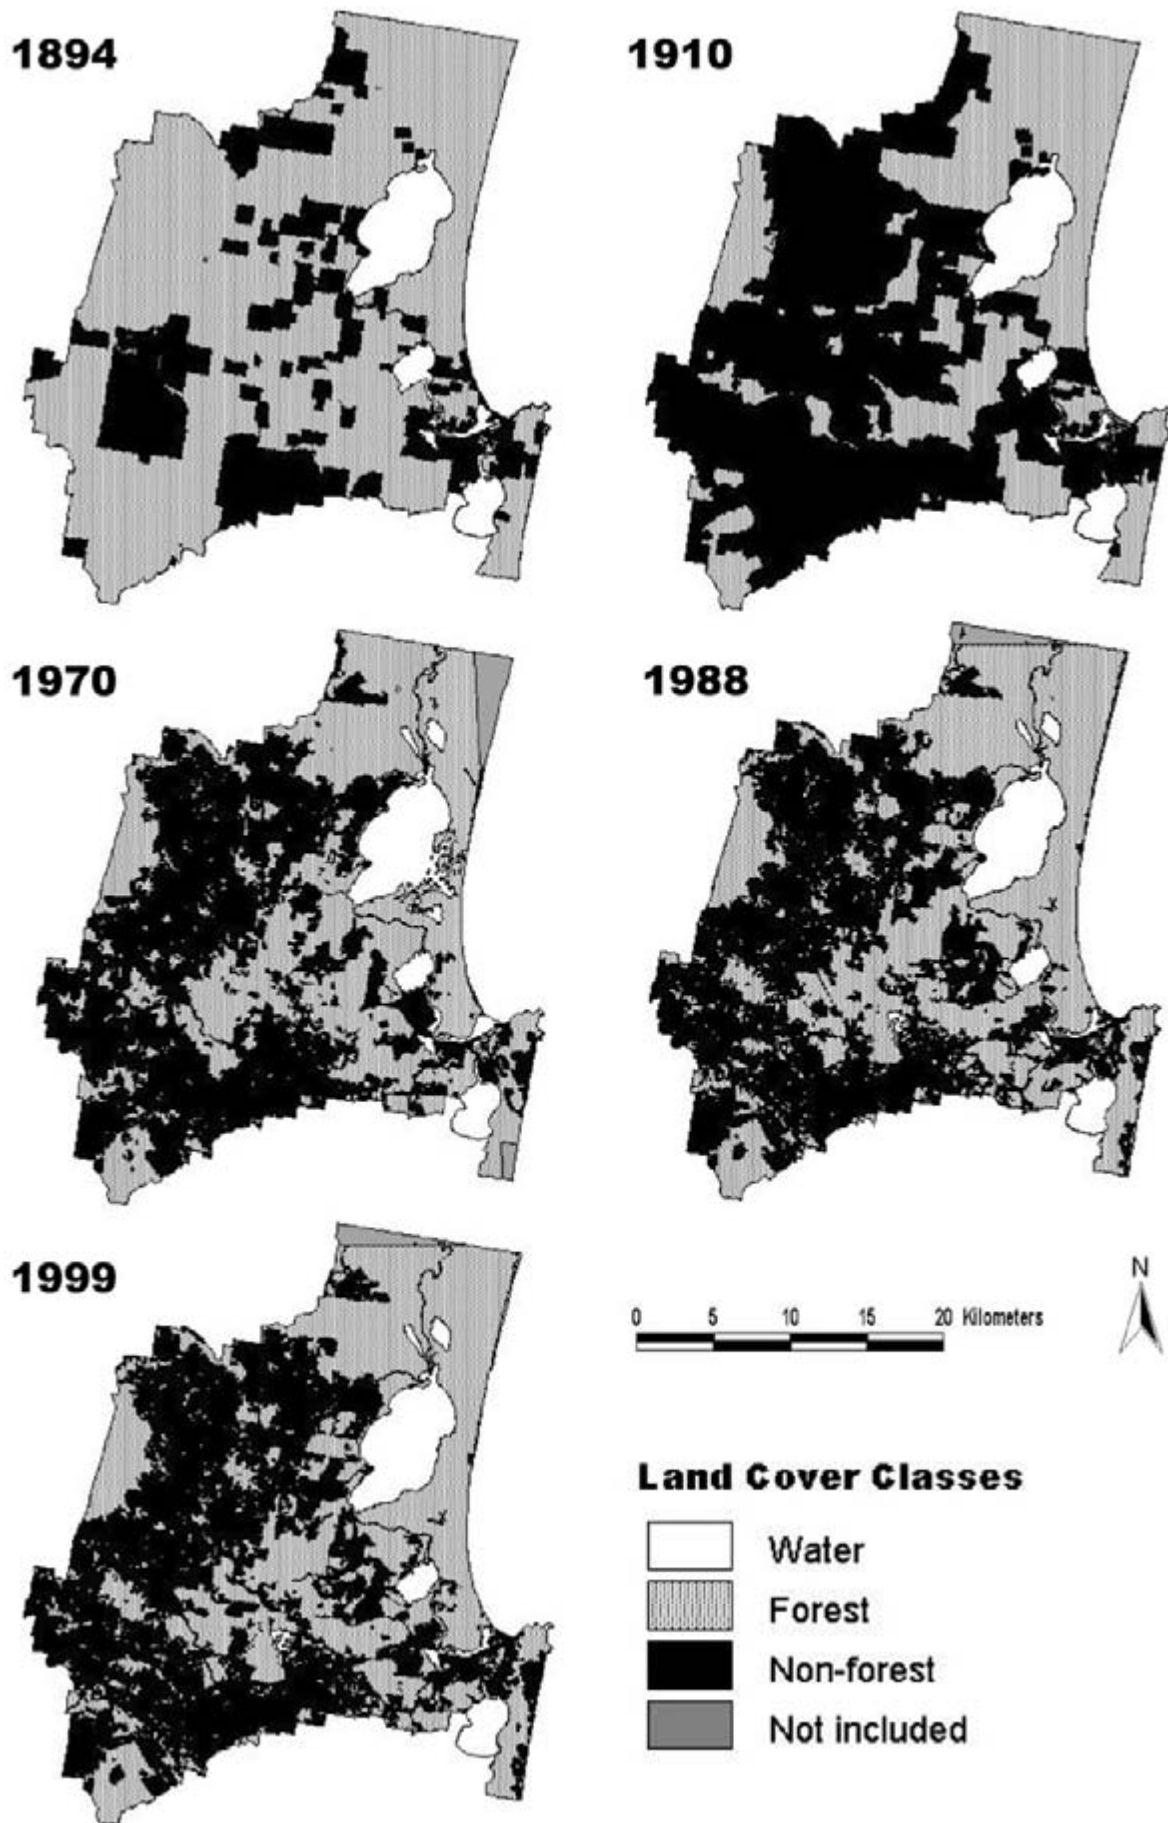 1894
1910
1970
1988
1999
0 5 10 15 20 Kilometers
N
Land Cover Classes
Water
Forest
Non-forest
Not included